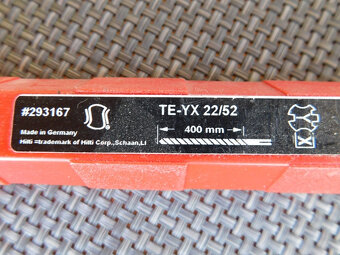 #293167
Made in Germany
Hilti =trademark of Hilti Corp.,Schaan,LI
TE-YX 22/52
400 mm
X